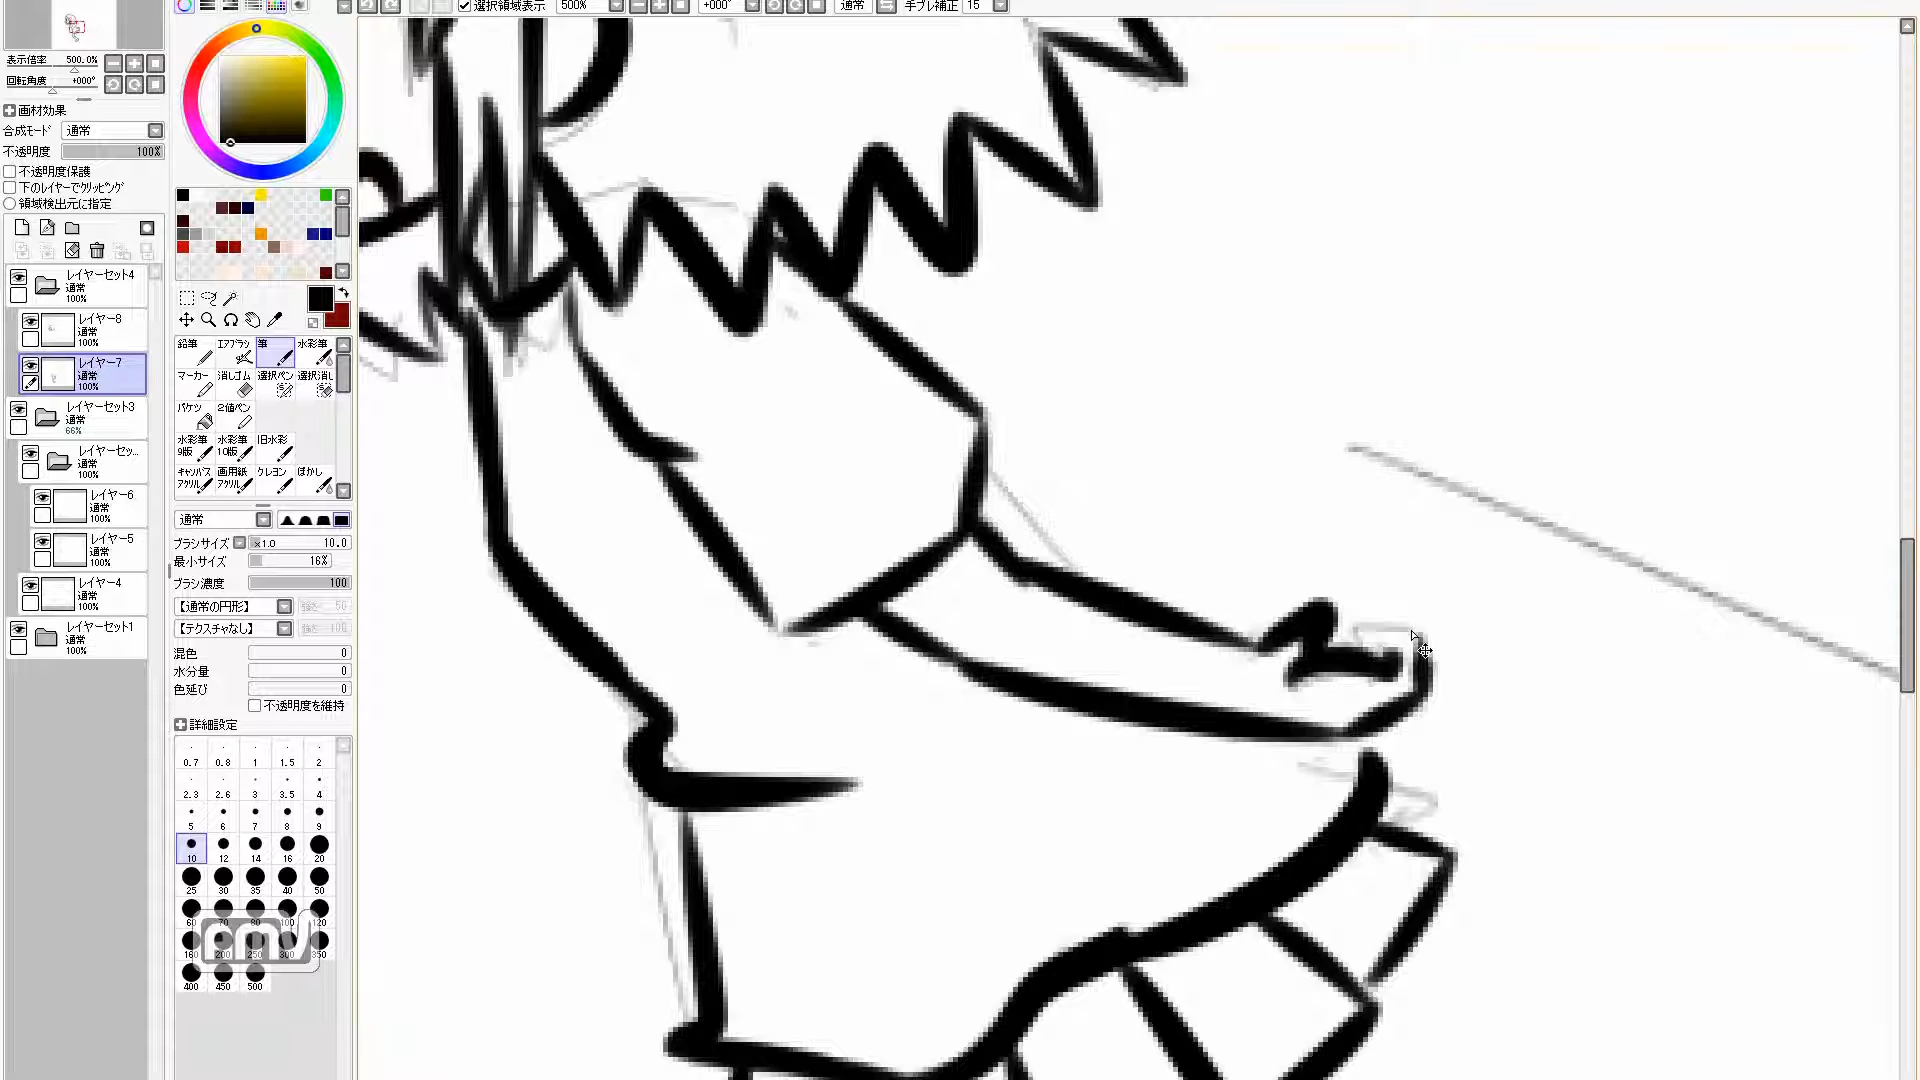 選択領域表示 500% +000° 通常 手ブレ補正 15
表示倍率 500.0%
回転角度 +000°
画材効果
合成モード 通常
不透明度 100%
不透明度保護
下のレイヤーでクリッピング
領域検出元に指定
レイヤーセット4
通常
100%
レイヤー8
通常
100%
レイヤー7
通常
100%
レイヤーセット3
通常
66%
レイヤーセッ...
通常
100%
レイヤー6
通常
100%
レイヤー5
通常
100%
レイヤー4
通常
100%
レイヤーセット1
通常
100%
鉛筆 エアブラシ 筆 水彩筆
マーカー 消しゴム 選択ペン 選択消し
バケツ 2値ペン
水彩筆 水彩筆 旧水彩
9版 10版
キャンバス 画用紙 クレヨン ぼかし
アクリル アクリル
通常
ブラシサイズ x1.0 10.0
最小サイズ 16%
ブラシ濃度 100
【通常の円形】 強さ 50
【テクスチャなし】 強さ 100
混色 0
水分量 0
色延び 0
不透明度を維持
詳細設定
0.7 0.8 1 1.5 2
2.3 2.6 3 3.5 4
5 6 7 8 9
10 12 14 16 20
25 30 35 40 50
60 70 80 100 120
160 200 250 300 350
400 450 500